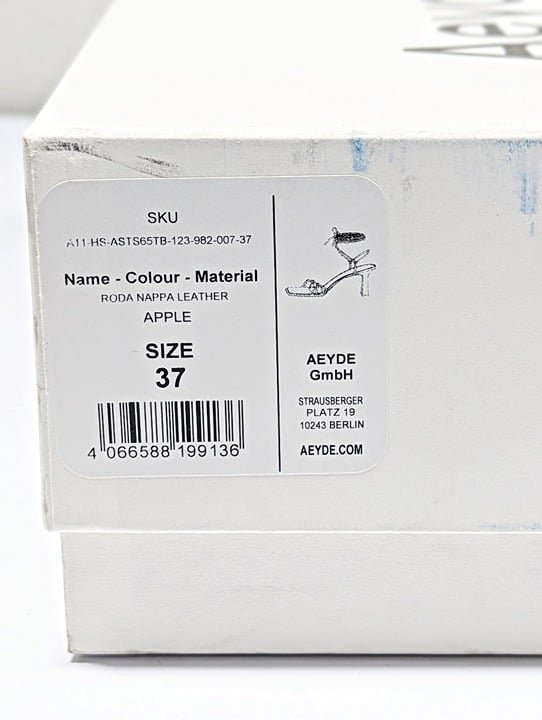 SKU
A11-HS-ASTS65TB-123-982-007-37
Name - Colour - Material
RODA NAPPA LEATHER
APPLE
SIZE
37
4 066588 199136
AEYDE
GmbH
STRAUSBERGER
PLATZ 19
10243 BERLIN
AEYDE.COM